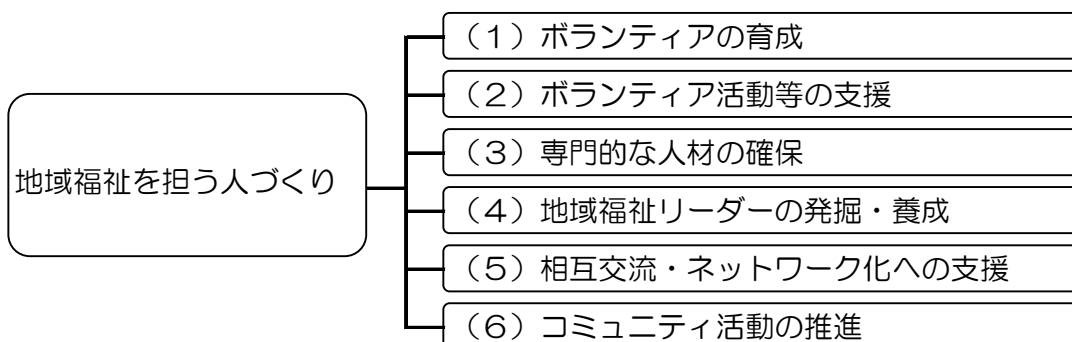 地域福祉を担う人づくり
（１）ボランティアの育成
（２）ボランティア活動等の支援
（３）専門的な人材の確保
（４）地域福祉リーダーの発掘・養成
（５）相互交流・ネットワーク化への支援
（６）コミュニティ活動の推進